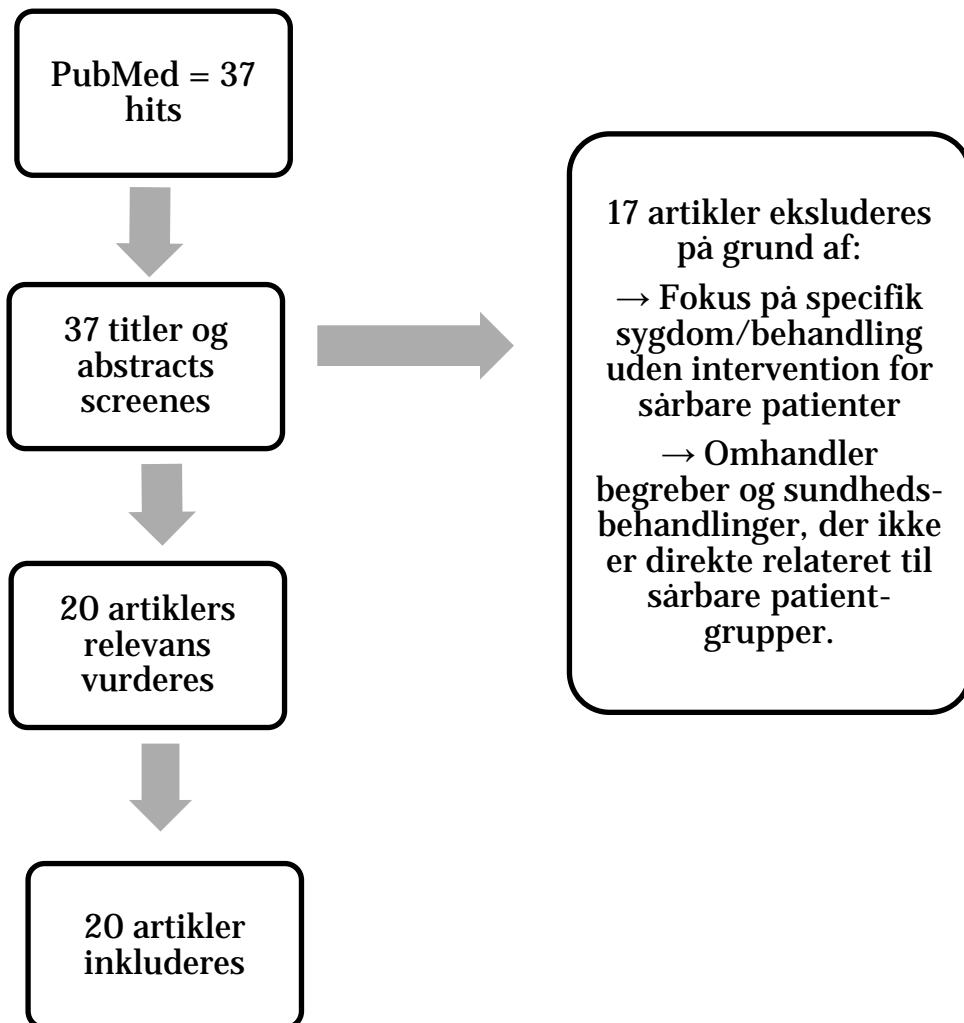 PubMed = 37
hits
37 titler og
abstracts
screenes
17 artikler eksluderes
på grund af:
→ Fokus på specifik
sygdom/behandling
uden intervention for
sårbare patienter
→ Omhandler
begreber og sundheds-
behandlinger, der ikke
er direkte relateret til
sårbare patient-
grupper.
20 artiklers
relevans
vurderes
20 artikler
inkluderes